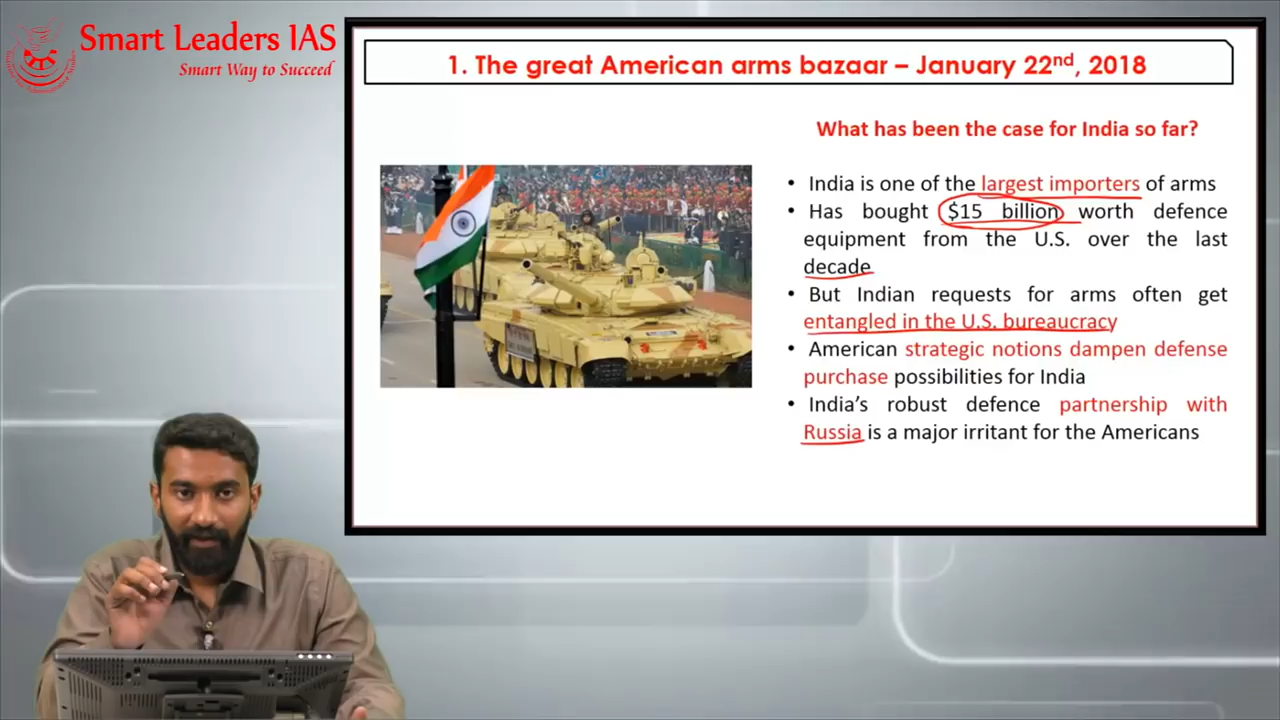 Smart Leaders IAS
Smart Way to Succeed
1. The great American arms bazaar – January 22nd, 2018
What has been the case for India so far?
• India is one of the largest importers of arms
• Has bought $15 billion worth defence
equipment from the U.S. over the last
decade
• But Indian requests for arms often get
entangled in the U.S. bureaucracy
• American strategic notions dampen defense
purchase possibilities for India
• India's robust defence partnership with
Russia is a major irritant for the Americans